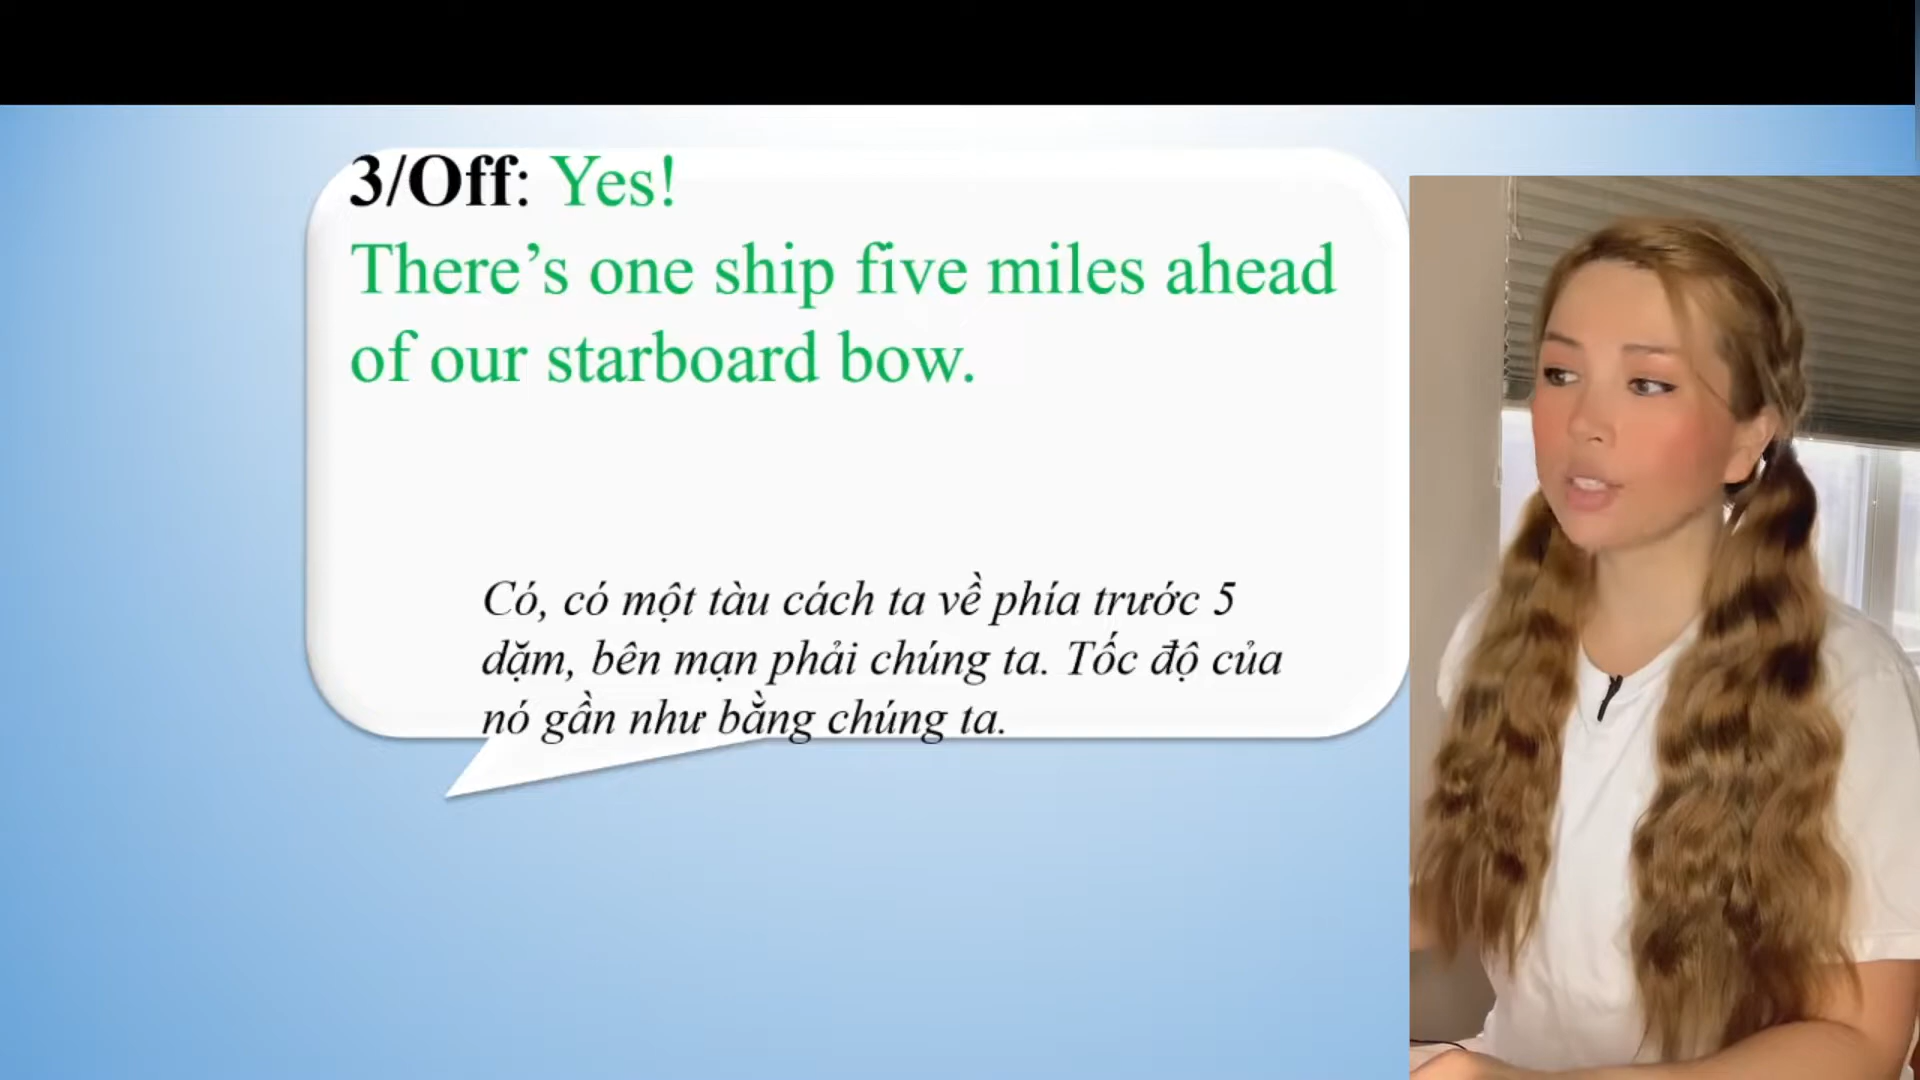 3/Off: Yes!
There’s one ship five miles ahead
of our starboard bow.
Có, có một tàu cách ta về phía trước 5
dặm, bên mạn phải chúng ta. Tốc độ của
nó gần như bằng chúng ta.